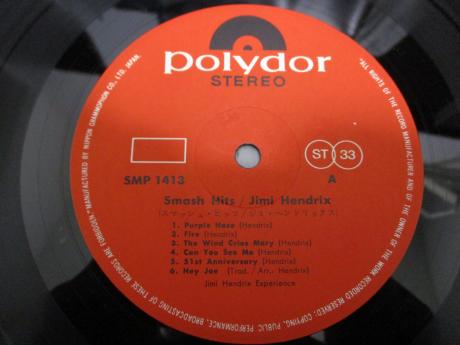 polydor
STEREO
ST 33
SMP 1413
A
Smash Hits / Jimi Hendrix
(スマッシュ・ヒッツ/ジミ・ヘンドリックス)
1. Purple Haze (Hendrix)
2. Fire (Hendrix)
3. The Wind Cries Mary (Hendrix)
4. Can You See Me (Hendrix)
5. 51st Anniversary (Hendrix)
6. Hey Joe (Trad. / Arr.: Hendrix)
Jimi Hendrix Experience
"ALL RIGHTS OF THE RECORD MANUFACTURER AND OF THE OWNER OF THE WORK RECORDED RESERVED · COPYING, PUBLIC PERFORMANCE, BROADCASTING OF THESE RECORDS ARE FORBIDDEN" MANUFACTURED BY NIPPON GRAMMOPHON CO., LTD. JAPAN.